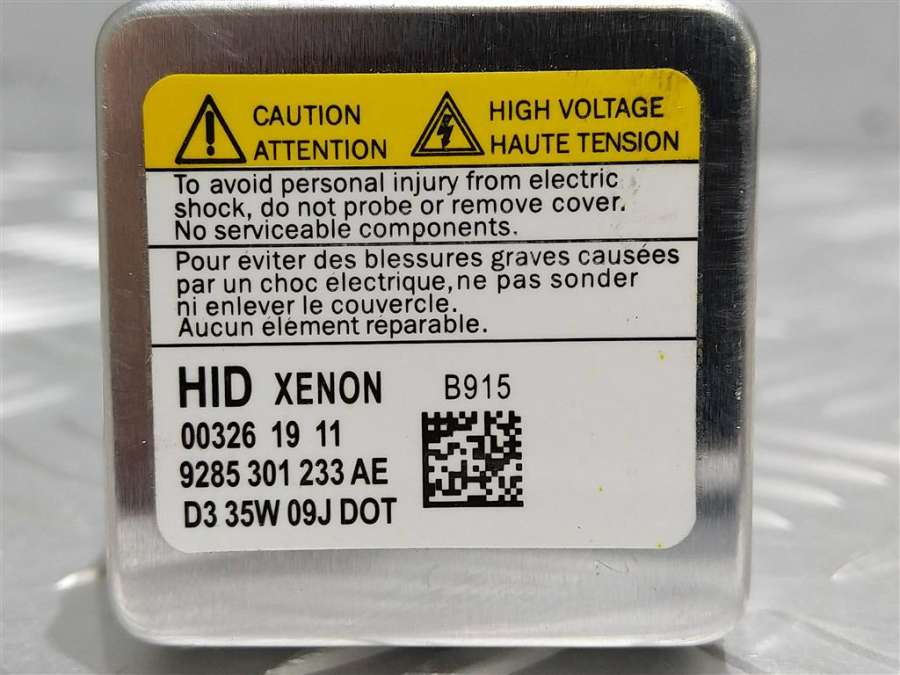 CAUTION
ATTENTION
HIGH VOLTAGE
HAUTE TENSION
To avoid personal injury from electric
shock, do not probe or remove cover.
No serviceable components.
Pour éviter des blessures graves causées
par un choc électrique,ne pas sonder
ni enlever le couvercle.
Aucun élément réparable.
HID XENON
B915
00326 19 11
9285 301 233 AE
D3 35W 09J DOT